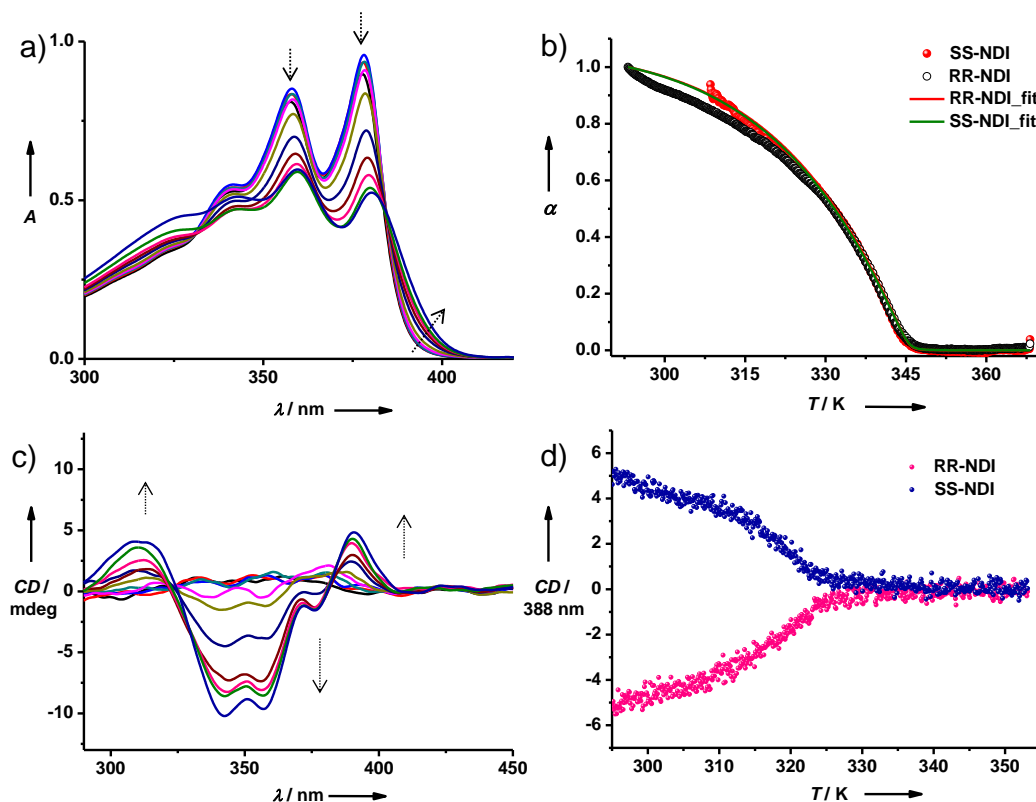 a)
1.0
0.5
0.0
A
300
350
400
λ / nm
b)
SS-NDI
RR-NDI
RR-NDI_fit
SS-NDI_fit
1.0
0.8
0.6
0.4
0.2
0.0
α
300
315
330
345
360
T / K
c)
10
5
0
-5
-10
CD /
mdeg
300
350
400
450
λ / nm
d)
RR-NDI
SS-NDI
6
4
2
0
-2
-4
-6
CD /
388 nm
300
310
320
330
340
350
T / K